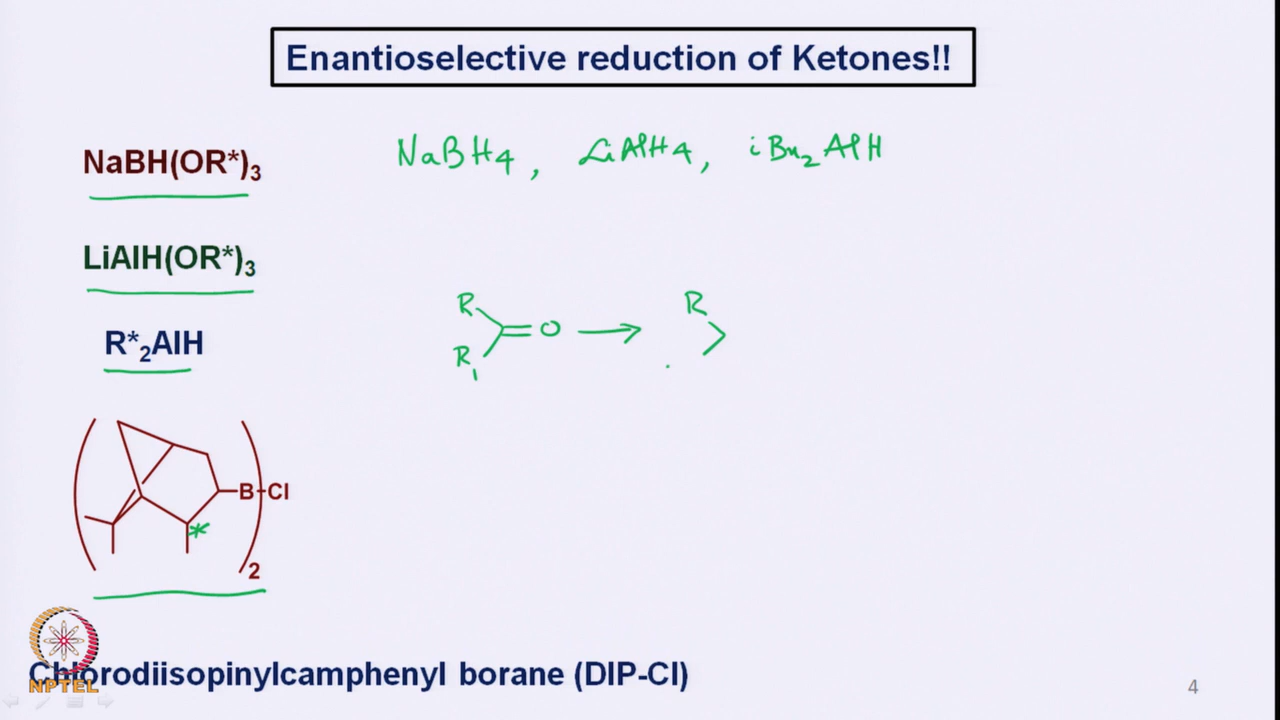 Enantioselective reduction of Ketones!!
NaBH(OR*)₃
NaBH4, LiAlH4, iBu₂AlH
LiAlH(OR*)₃
R*₂AlH
R
R₁
O
R
B
Cl
*
2
Chlorodiisopinylcamphenyl borane (DIP-Cl)
NPTEL
4